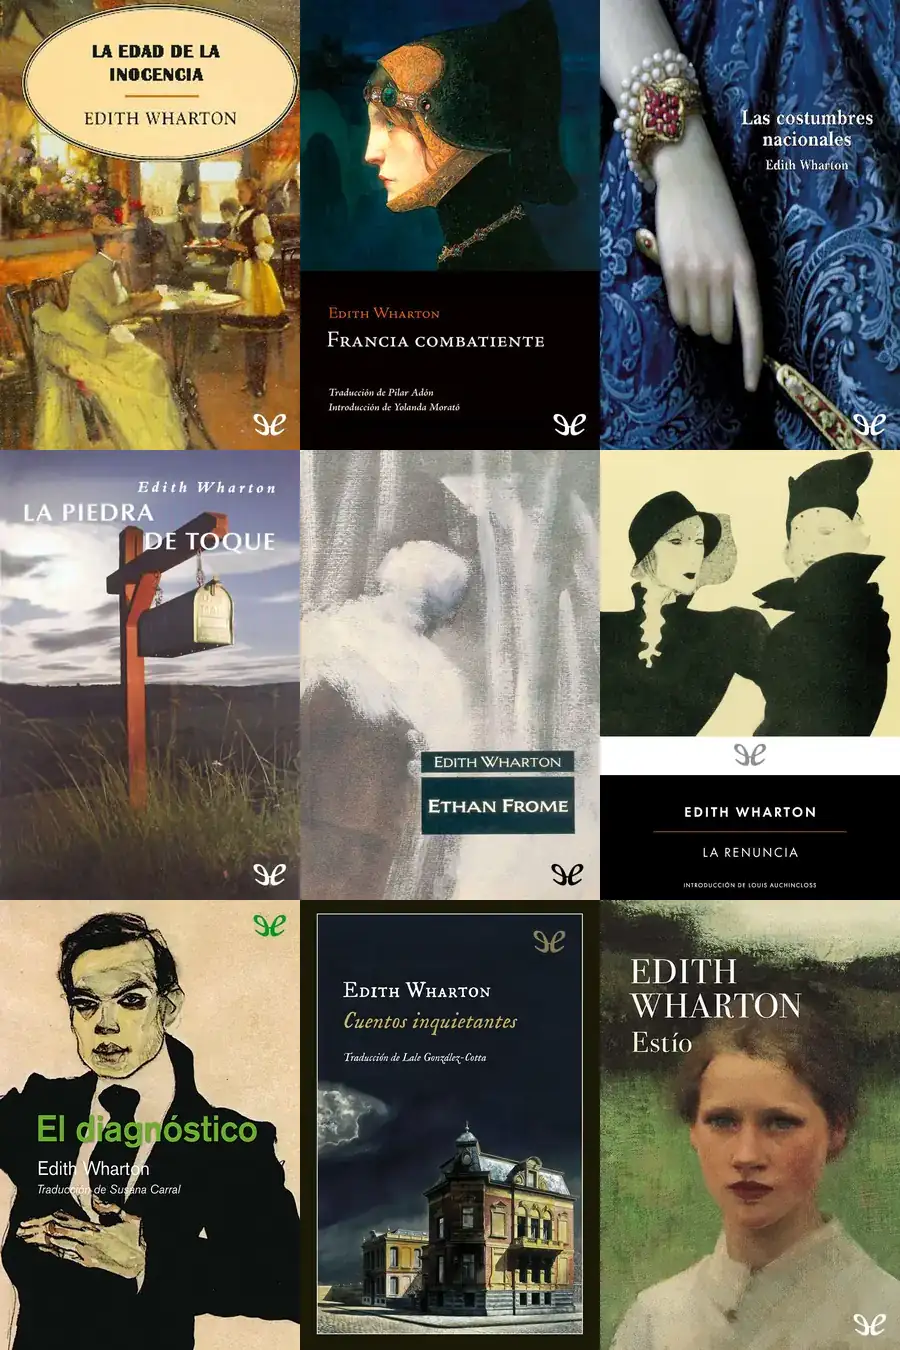 LA EDAD DE LA
INOCENCIA
EDITH WHARTON
EDITH WHARTON
FRANCIA COMBATIENTE
Traducción de Pilar Adón
Introducción de Yolanda Morató
Las costumbres
nacionales
Edith Wharton
Edith Wharton
LA PIEDRA
DE TOQUE
EDITH WHARTON
ETHAN FROME
EDITH WHARTON
LA RENUNCIA
INTRODUCCIÓN DE LOUIS AUCHINCLOSS
El diagnóstico
Edith Wharton
Traducción de Susana Carral
EDITH WHARTON
Cuentos inquietantes
Traducción de Lale González-Cotta
EDITH
WHARTON
Estío